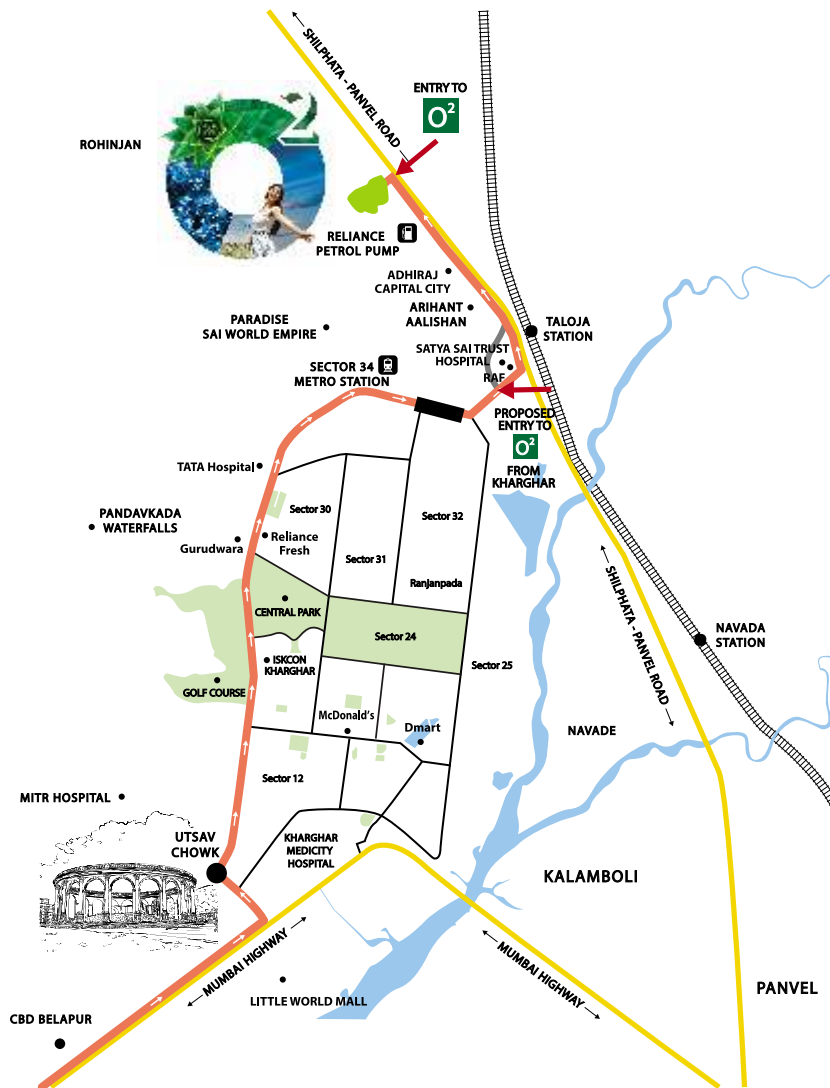 SHILPHATA - PANVEL ROAD
ENTRY TO
O²
2
ROHINJAN
RELIANCE
PETROL PUMP
ADHIRAJ
CAPITAL CITY
ARIHANT
AALISHAN
PARADISE
SAI WORLD EMPIRE
TALOJA
STATION
SATYA SAI TRUST
HOSPITAL
RAF
SECTOR 34
METRO STATION
PROPOSED
ENTRY TO
O²
FROM
KHARGHAR
TATA Hospital
PANDAVKADA
WATERFALLS
Gurudwara
Reliance
Fresh
Sector 30
Sector 31
Sector 32
Ranjanpada
CENTRAL PARK
Sector 24
Sector 25
SHILPHATA - PANVEL ROAD
NAVADA
STATION
ISKCON
KHARGHAR
GOLF COURSE
McDonald's
Dmart
NAVADE
Sector 12
MITR HOSPITAL
UTSAV
CHOWK
KHARGHAR
MEDICITY
HOSPITAL
KALAMBOLI
MUMBAI HIGHWAY
MUMBAI HIGHWAY
LITTLE WORLD MALL
PANVEL
CBD BELAPUR